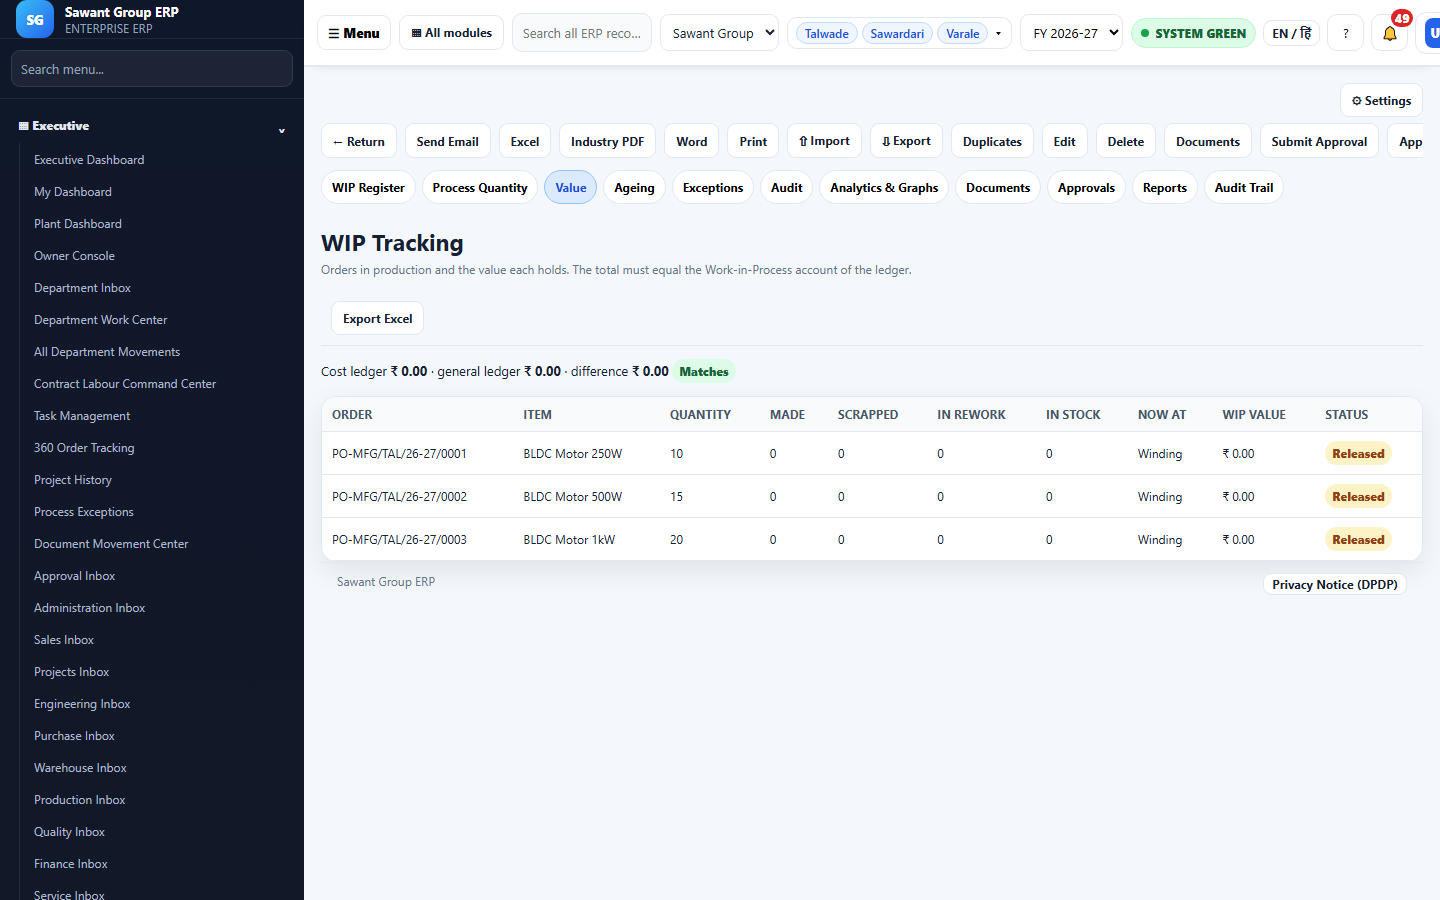 SG
Sawant Group ERP
ENTERPRISE ERP
Search menu...
Executive
Executive Dashboard
My Dashboard
Plant Dashboard
Owner Console
Department Inbox
Department Work Center
All Department Movements
Contract Labour Command Center
Task Management
360 Order Tracking
Project History
Process Exceptions
Document Movement Center
Approval Inbox
Administration Inbox
Sales Inbox
Projects Inbox
Engineering Inbox
Purchase Inbox
Warehouse Inbox
Production Inbox
Quality Inbox
Finance Inbox
Service Inbox
☰ Menu All modules Search all ERP reco... Sawant Group Talwade Sawardari Varale FY 2026-27 SYSTEM GREEN EN / हिं ? 49 U
⚙ Settings
← Return Send Email Excel Industry PDF Word Print ⇧ Import ⇩ Export Duplicates Edit Delete Documents Submit Approval App
WIP Register Process Quantity Value Ageing Exceptions Audit Analytics & Graphs Documents Approvals Reports Audit Trail
WIP Tracking
Orders in production and the value each holds. The total must equal the Work-in-Process account of the ledger.
Export Excel
Cost ledger ₹ 0.00 · general ledger ₹ 0.00 · difference ₹ 0.00 Matches
ORDER ITEM QUANTITY MADE SCRAPPED IN REWORK IN STOCK NOW AT WIP VALUE STATUS
PO-MFG/TAL/26-27/0001 BLDC Motor 250W 10 0 0 0 0 Winding ₹ 0.00 Released
PO-MFG/TAL/26-27/0002 BLDC Motor 500W 15 0 0 0 0 Winding ₹ 0.00 Released
PO-MFG/TAL/26-27/0003 BLDC Motor 1kW 20 0 0 0 0 Winding ₹ 0.00 Released
Sawant Group ERP
Privacy Notice (DPDP)